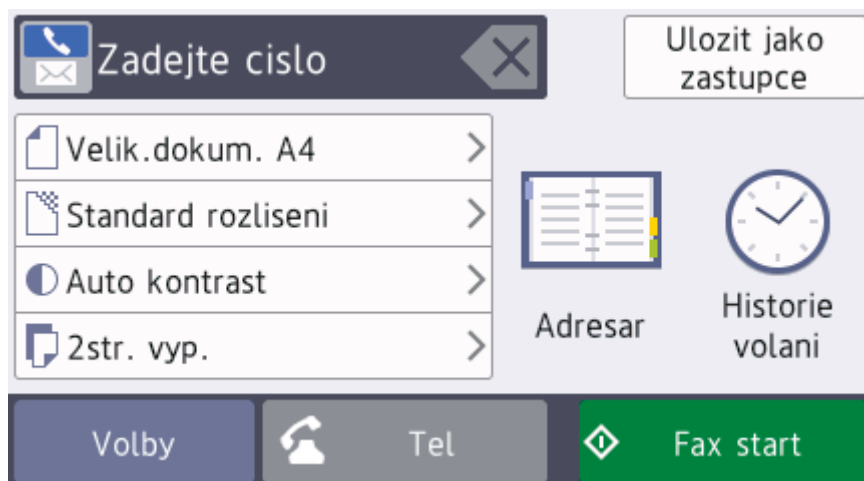 Zadejte cislo
Ulozit jako
zastupce
Velik.dokum. A4
Standard rozliseni
Auto kontrast
2str. vyp.
Adresar
Historie
volani
Volby
Tel
Fax start